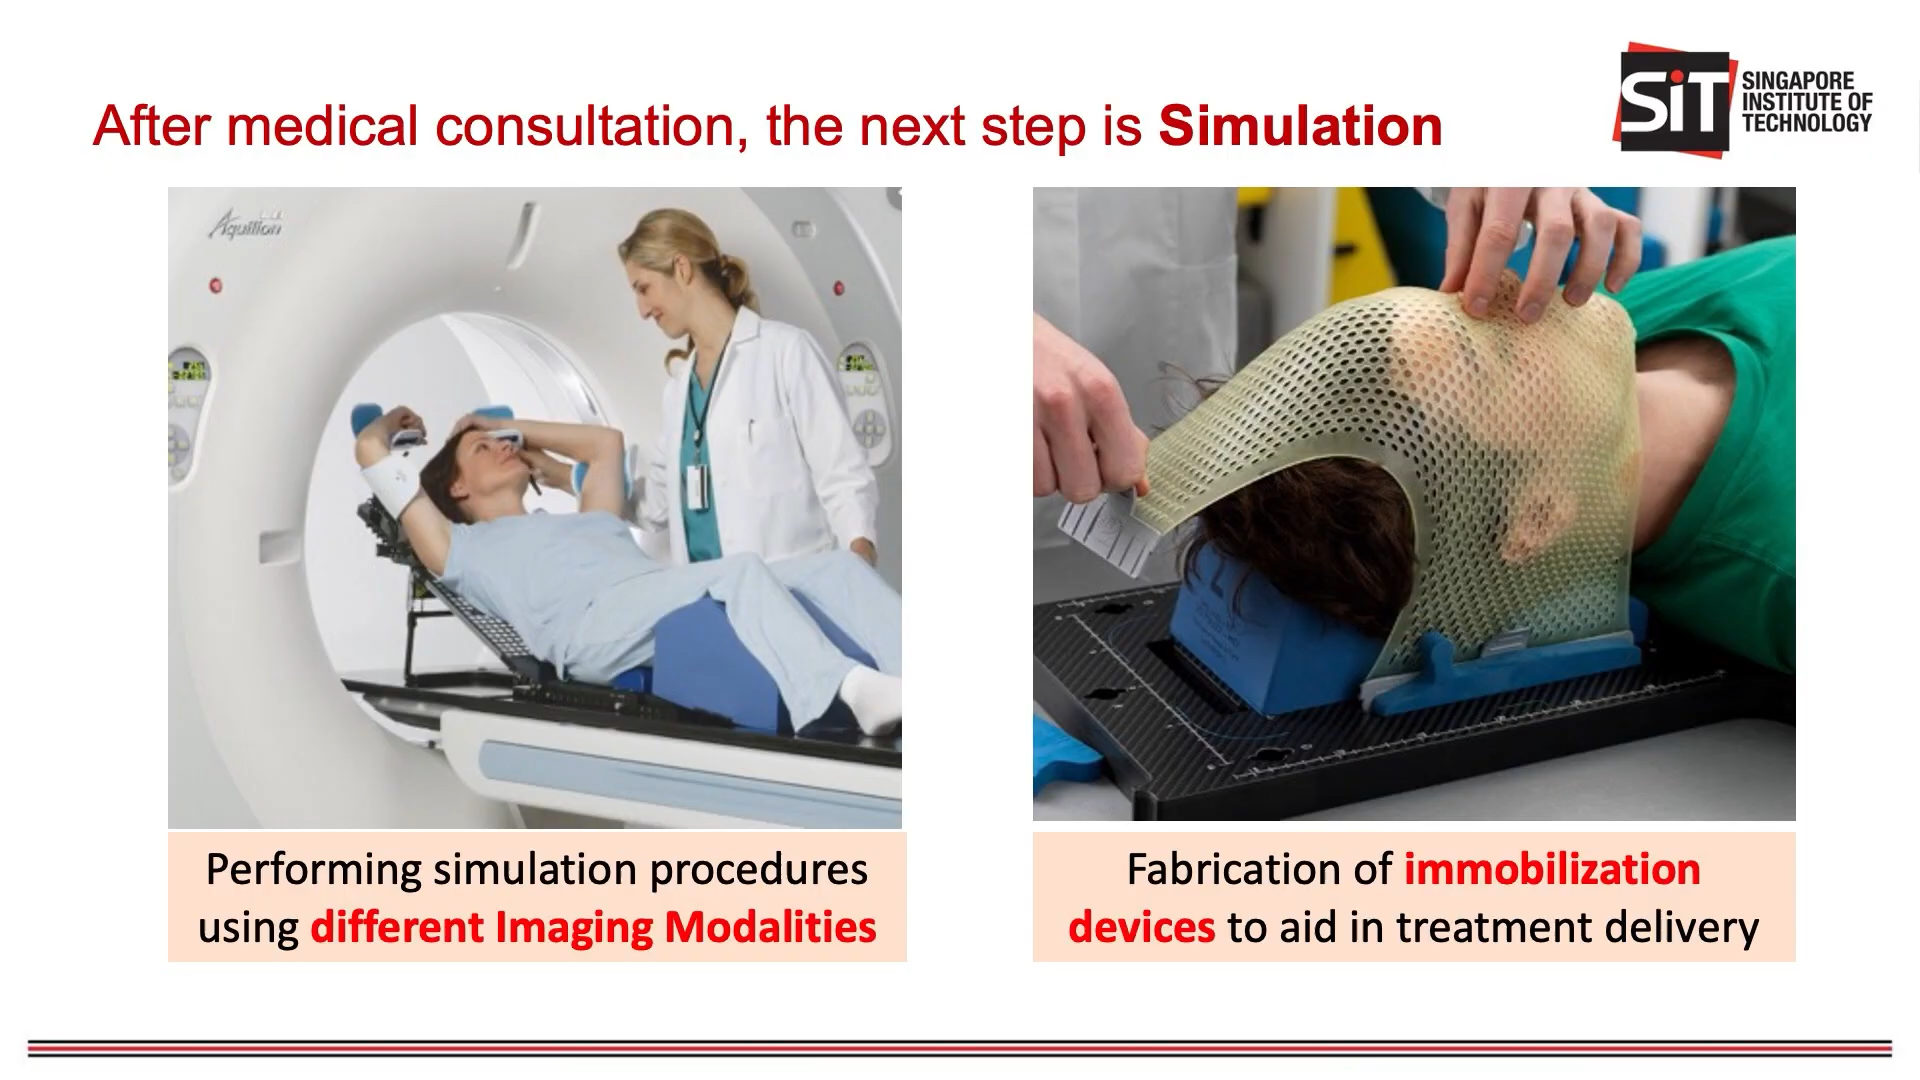 After medical consultation, the next step is Simulation
SiT
SINGAPORE
INSTITUTE OF
TECHNOLOGY
Aquilion
Performing simulation procedures
using different Imaging Modalities
Fabrication of immobilization
devices to aid in treatment delivery